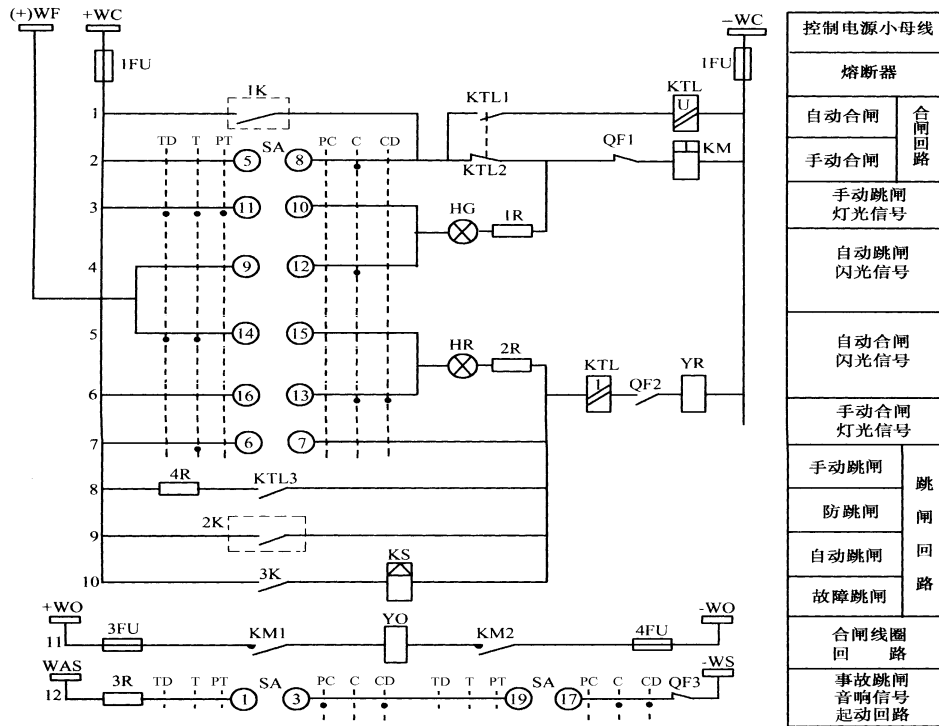 (+)WF +WC -WC
1FU 1FU
1K
1 KTL1 KTL
U
TD T PT SA PC C CD
2 5 8 KTL2 QF1 KM
3 11 10 HG 1R
4 9 12
5 14 15 HR 2R
KTL QF2 YR
I
6 16 13
7 6 7
8 4R KTL3
9 2K
10 3K KS
+WO -WO
11 3FU KM1 YO KM2 4FU
WAS -WS
12 3R TD T PT 1 SA 3 PC C CD TD T PT 19 SA 17 PC C CD QF3
控制电源小母线
熔断器
自动合闸
手动合闸
合闸回路
手动跳闸
灯光信号
自动跳闸
闪光信号
自动合闸
闪光信号
手动合闸
灯光信号
手动跳闸
防跳闸
自动跳闸
故障跳闸
跳闸回路
合闸线圈
回 路
事故跳闸
音响信号
起动回路